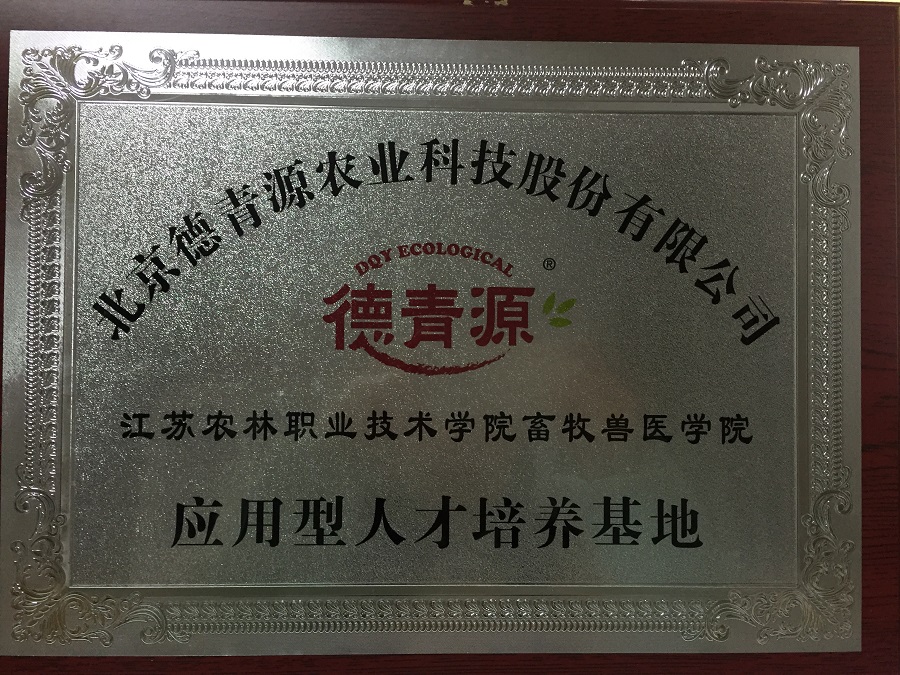 北京德青源农业科技股份有限公司
DQY ECOLOGICAL
德青源®
江苏农林职业技术学院畜牧兽医学院
应用型人才培养基地